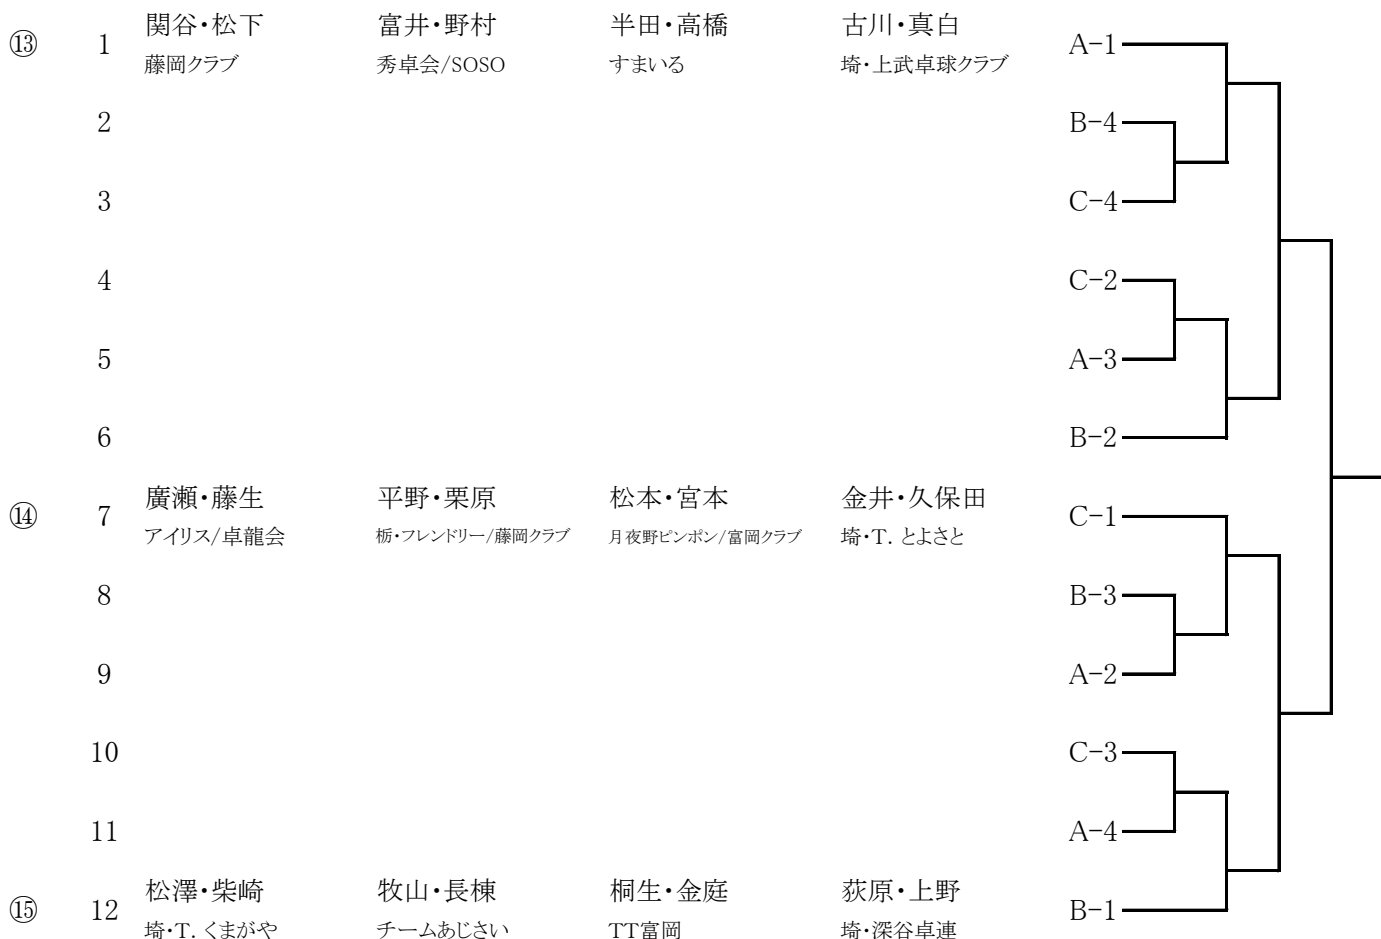 関谷・松下 富井・野村 半田・高橋 古川・真白
⑬ 1 A-1
藤岡クラブ 秀卓会/SOSO すまいる 埼・上武卓球クラブ
2 B-4
3 C-4
4 C-2
5 A-3
6 B-2
廣瀬・藤生 平野・栗原 松本・宮本 金井・久保田
⑭ 7 C-1
アイリス/卓龍会 栃・フレンドリー/藤岡クラブ 月夜野ピンポン/富岡クラブ 埼・T. とよさと
8 B-3
9 A-2
10 C-3
11 A-4
松澤・柴崎 牧山・長棟 桐生・金庭 荻原・上野
⑮ 12 B-1
埼・T. くまがや チームあじさい TT富岡 埼・深谷卓連